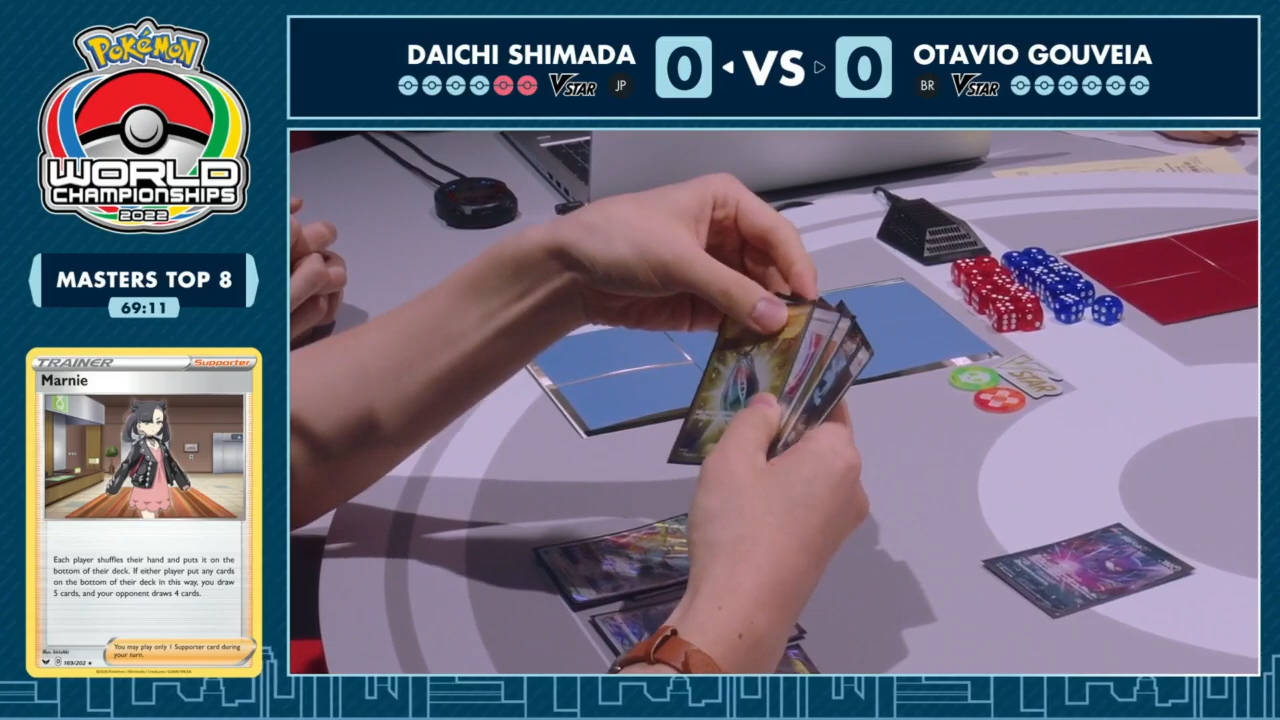 POKÉMON
WORLD
CHAMPIONSHIPS
2022
MASTERS TOP 8
69:11
DAICHI SHIMADA
VSTAR
JP
0
VS
0
OTAVIO GOUVEIA
BR
VSTAR
TRAINER
Supporter
Marnie
Each player shuffles their hand and puts it on the
bottom of their deck. If either player put any cards
on the bottom of their deck in this way, you draw
5 cards, and your opponent draws 4 cards.
You may play only 1 Supporter card during
your turn.
169/202
VSTAR